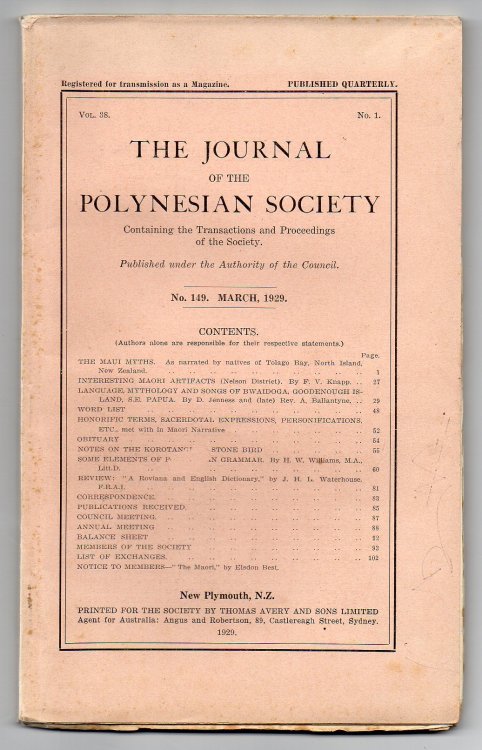 Registered for transmission as a Magazine. PUBLISHED QUARTERLY.
VOL. 38. No. 1.
THE JOURNAL
OF THE
POLYNESIAN SOCIETY
Containing the Transactions and Proceedings
of the Society.
Published under the Authority of the Council.
No. 149. MARCH, 1929.
CONTENTS.
(Authors alone are responsible for their respective statements.)
Page.
THE MAUI MYTHS. As narrated by natives of Tolago Bay, North Island,
New Zealand. .. .. .. .. .. .. .. .. 1
INTERESTING MAORI ARTIFACTS (Nelson District). By F. V. Knapp. .. 27
LANGUAGE, MYTHOLOGY AND SONGS OF BWAIDOGA, GOODENOUGH IS-
LAND, S.E. PAPUA. By D. Jenness and (late) Rev. A. Ballantyne. .. 29
WORD LIST .. .. .. .. .. .. .. 48
HONORIFIC TERMS, SACERDOTAL EXPRESSIONS, PERSONIFICATIONS,
ETC., met with in Maori Narrative .. .. .. .. .. 52
OBITUARY .. .. .. .. .. .. .. 54
NOTES ON THE KOROTANG STONE BIRD .. .. .. .. 55
SOME ELEMENTS OF P N GRAMMAR. By H. W. Williams, M.A.,
Litt.D. .. .. .. .. .. .. .. .. 60
REVIEW: "A Roviana and English Dictionary," by J. H. L. Waterhouse,
F.R.A.I. .. .. .. .. .. .. .. .. 81
CORRESPONDENCE. .. .. .. .. .. .. .. 83
PUBLICATIONS RECEIVED. .. .. .. .. .. .. 85
COUNCIL MEETING. .. .. .. .. .. .. .. 87
ANNUAL MEETING .. .. .. .. .. .. .. 88
BALANCE SHEET .. .. .. .. .. .. .. 92
MEMBERS OF THE SOCIETY .. .. .. .. .. .. 93
LIST OF EXCHANGES. .. .. .. .. .. .. .. 102
NOTICE TO MEMBERS—"The Maori," by Elsdon Best.
New Plymouth, N.Z.
PRINTED FOR THE SOCIETY BY THOMAS AVERY AND SONS LIMITED
Agent for Australia: Angus and Robertson, 89, Castlereagh Street, Sydney.
1929.